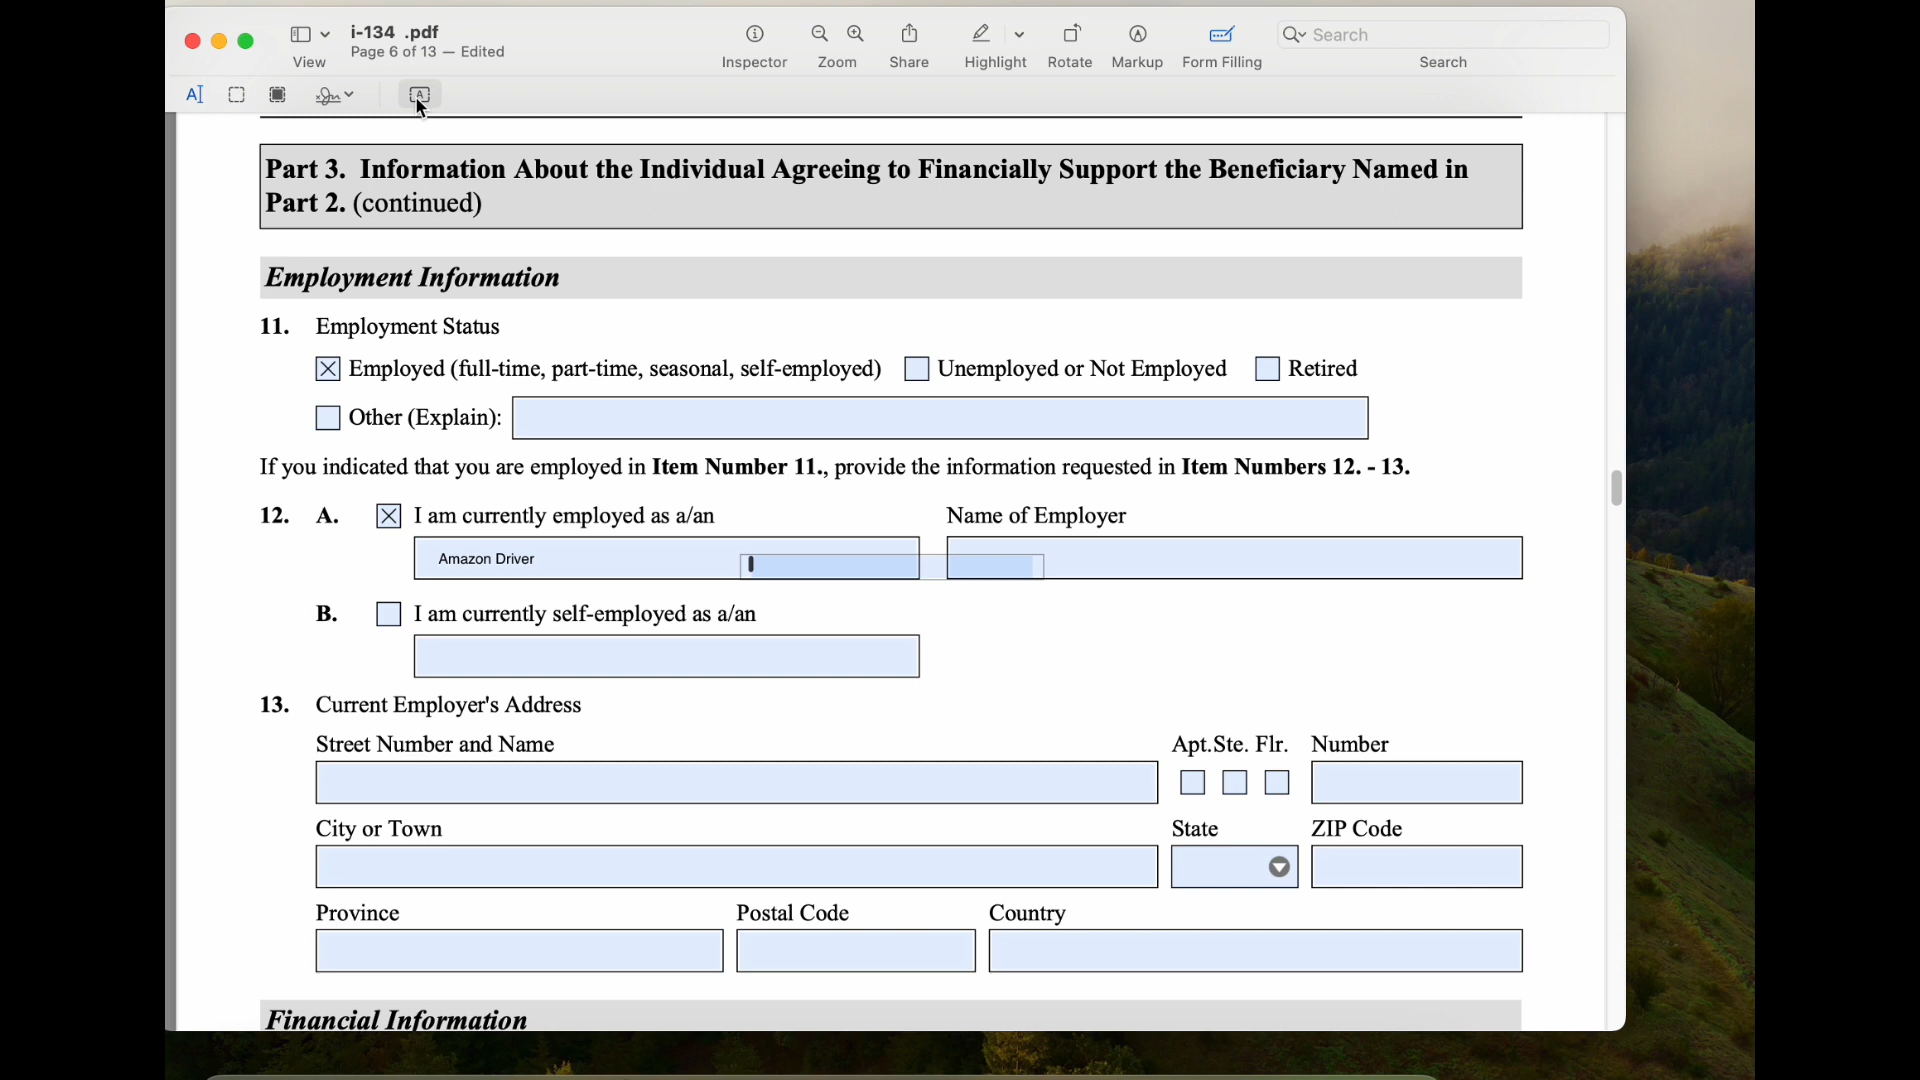 i-134 .pdf
Page 6 of 13 — Edited
View
Inspector
Zoom
Share
Highlight
Rotate
Markup
Form Filling
Search
Search
Part 3. Information About the Individual Agreeing to Financially Support the Beneficiary Named in
Part 2. (continued)
Employment Information
11. Employment Status
Employed (full-time, part-time, seasonal, self-employed) Unemployed or Not Employed Retired
Other (Explain):
If you indicated that you are employed in Item Number 11., provide the information requested in Item Numbers 12. - 13.
12. A. I am currently employed as a/an Name of Employer
Amazon Driver
B. I am currently self-employed as a/an
13. Current Employer's Address
Street Number and Name Apt.Ste. Flr. Number
City or Town State ZIP Code
Province Postal Code Country
Financial Information